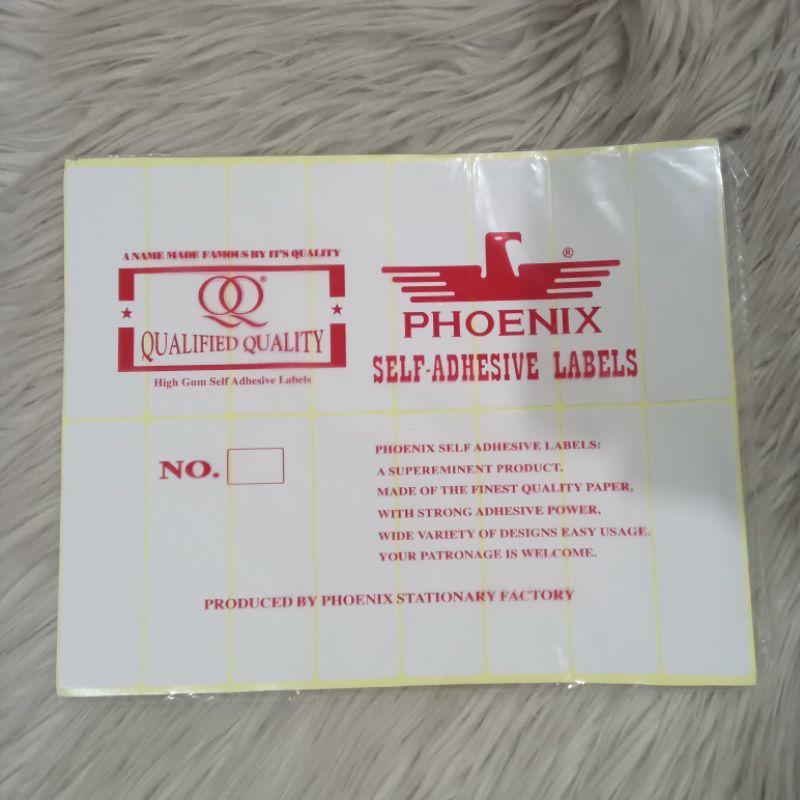 A NAME MADE FAMOUS BY IT'S QUALITY
QQ®
QUALIFIED QUALITY
High Gum Self Adhesive Labels
®
PHOENIX
SELF-ADHESIVE LABELS
NO.
PHOENIX SELF ADHESIVE LABELS:
A SUPEREMINENT PRODUCT.
MADE OF THE FINEST QUALITY PAPER,
WITH STRONG ADHESIVE POWER,
WIDE VARIETY OF DESIGNS EASY USAGE.
YOUR PATRONAGE IS WELCOME.
PRODUCED BY PHOENIX STATIONARY FACTORY